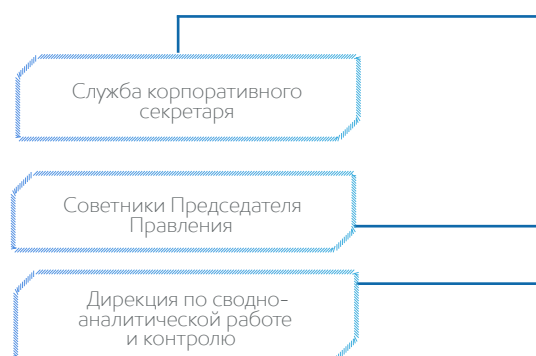 Служба корпоративного
секретаря
Советники Председателя
Правления
Дирекция по сводно-
аналитической работе
и контролю